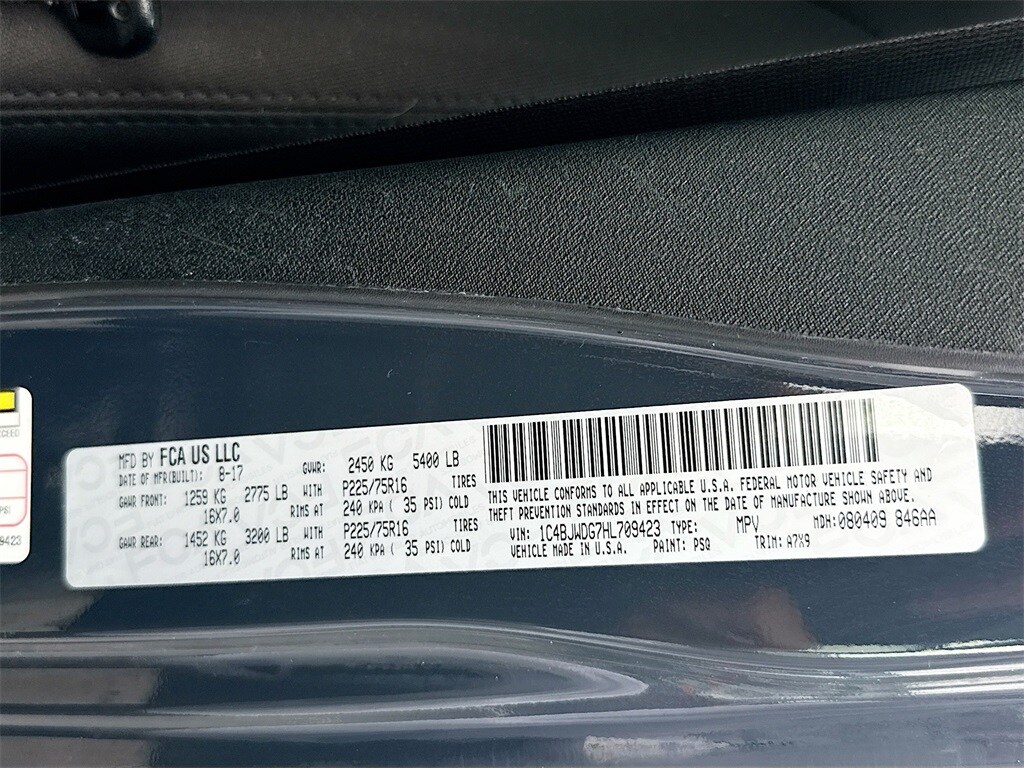 MFD BY FCA US LLC
DATE OF MFR(BUILT): 8-17 GVWR: 2450 KG 5400 LB
GAWR FRONT: 1259 KG 2775 LB WITH P225/75R16 TIRES
16X7.0 RIMS AT 240 KPA ( 35 PSI) COLD
GAWR REAR: 1452 KG 3200 LB WITH P225/75R16 TIRES
16X7.0 RIMS AT 240 KPA ( 35 PSI) COLD
THIS VEHICLE CONFORMS TO ALL APPLICABLE U.S.A. FEDERAL MOTOR VEHICLE SAFETY AND
THEFT PREVENTION STANDARDS IN EFFECT ON THE DATE OF MANUFACTURE SHOWN ABOVE.
VIN: 1C4BJWDG7HL709423 TYPE: MPV MDH: 080409 846AA
VEHICLE MADE IN U.S.A. PAINT: PSQ TRIM: A7X9
PSI
9423